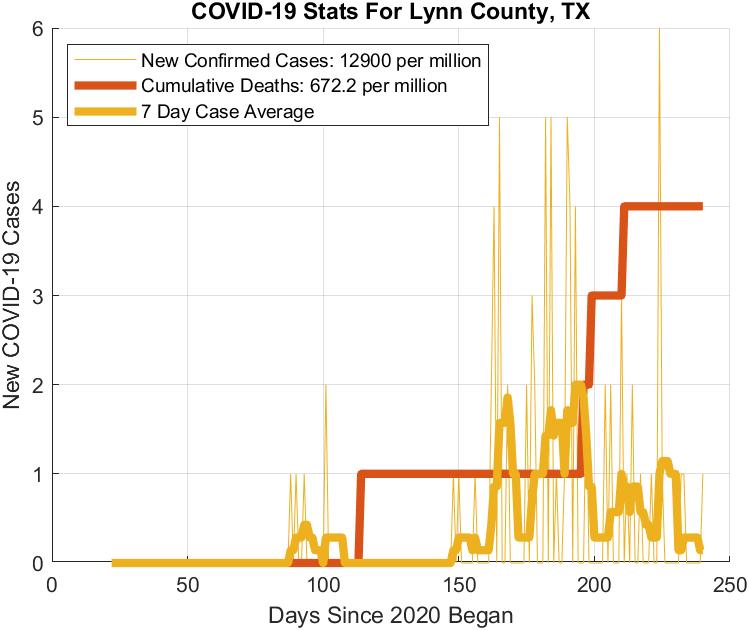 COVID-19 Stats For Lynn County, TX
New Confirmed Cases: 12900 per million
Cumulative Deaths: 672.2 per million
7 Day Case Average
New COVID-19 Cases
6
5
4
3
2
1
0
0 50 100 150 200 250
Days Since 2020 Began